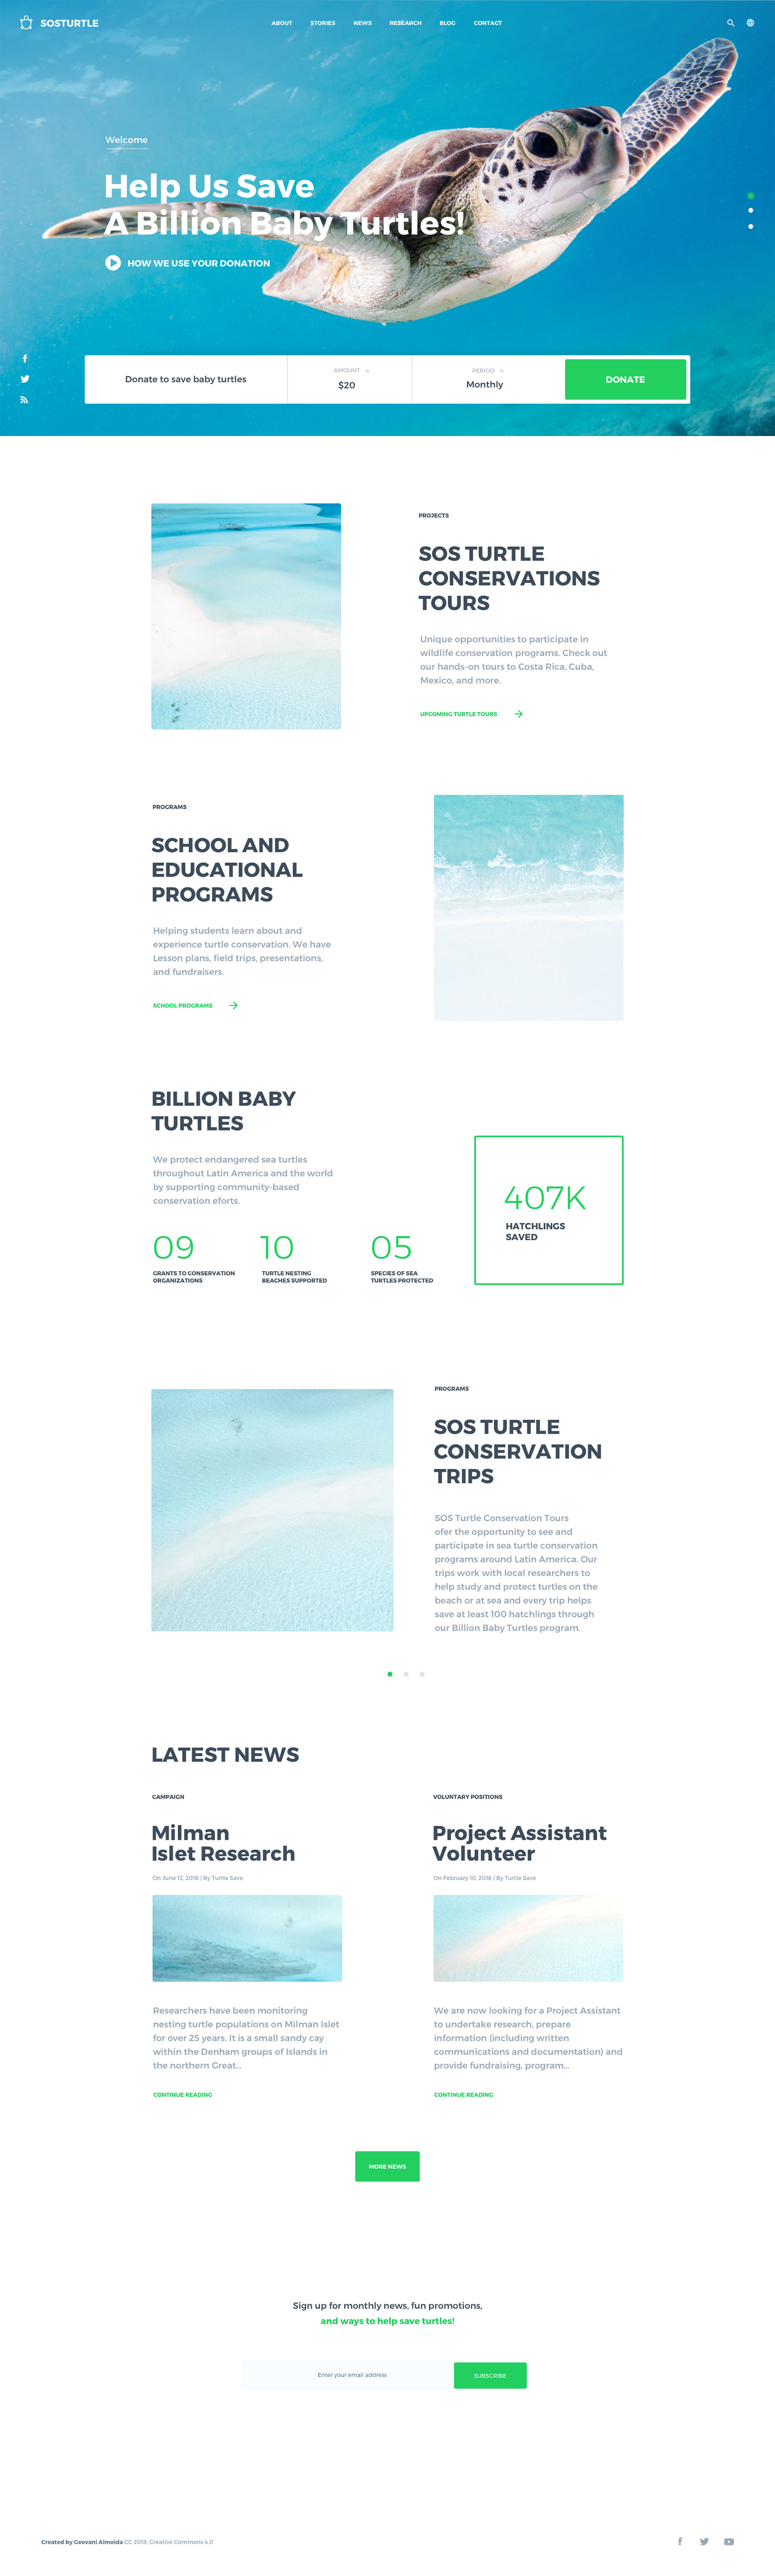 SOSTURTLE
ABOUT STORIES NEWS RESEARCH BLOG CONTACT
Welcome
Help Us Save
A Billion Baby Turtles!
HOW WE USE YOUR DONATION
Donate to save baby turtles
AMOUNT
$20
PERIOD
Monthly
DONATE
PROJECTS
SOS TURTLE
CONSERVATIONS
TOURS
Unique opportunities to participate in
wildlife conservation programs. Check out
our hands-on tours to Costa Rica, Cuba,
Mexico, and more.
UPCOMING TURTLE TOURS
PROGRAMS
SCHOOL AND
EDUCATIONAL
PROGRAMS
Helping students learn about and
experience turtle conservation. We have
Lesson plans, field trips, presentations,
and fundraisers.
SCHOOL PROGRAMS
BILLION BABY
TURTLES
We protect endangered sea turtles
throughout Latin America and the world
by supporting community-based
conservation eforts.
09
GRANTS TO CONSERVATION
ORGANIZATIONS
10
TURTLE NESTING
BEACHES SUPPORTED
05
SPECIES OF SEA
TURTLES PROTECTED
407K
HATCHLINGS
SAVED
PROGRAMS
SOS TURTLE
CONSERVATION
TRIPS
SOS Turtle Conservation Tours
ofer the opportunity to see and
participate in sea turtle conservation
programs around Latin America. Our
trips work with local researchers to
help study and protect turtles on the
beach or at sea and every trip helps
save at least 100 hatchlings through
our Billion Baby Turtles program.
LATEST NEWS
CAMPAIGN
Milman
Islet Research
On June 12, 2018 / By Turtle Save
Researchers have been monitoring
nesting turtle populations on Milman Islet
for over 25 years. It is a small sandy cay
within the Denham groups of Islands in
the northern Great...
CONTINUE READING
VOLUNTARY POSITIONS
Project Assistant
Volunteer
On February 10, 2018 / By Turtle Save
We are now looking for a Project Assistant
to undertake research, prepare
information (including written
communications and documentation) and
provide fundraising, program...
CONTINUE READING
MORE NEWS
Sign up for monthly news, fun promotions,
and ways to help save turtles!
Enter your email address
SUBSCRIBE
Created by Geovani Almeida CC 2018, Creative Commons 4.0